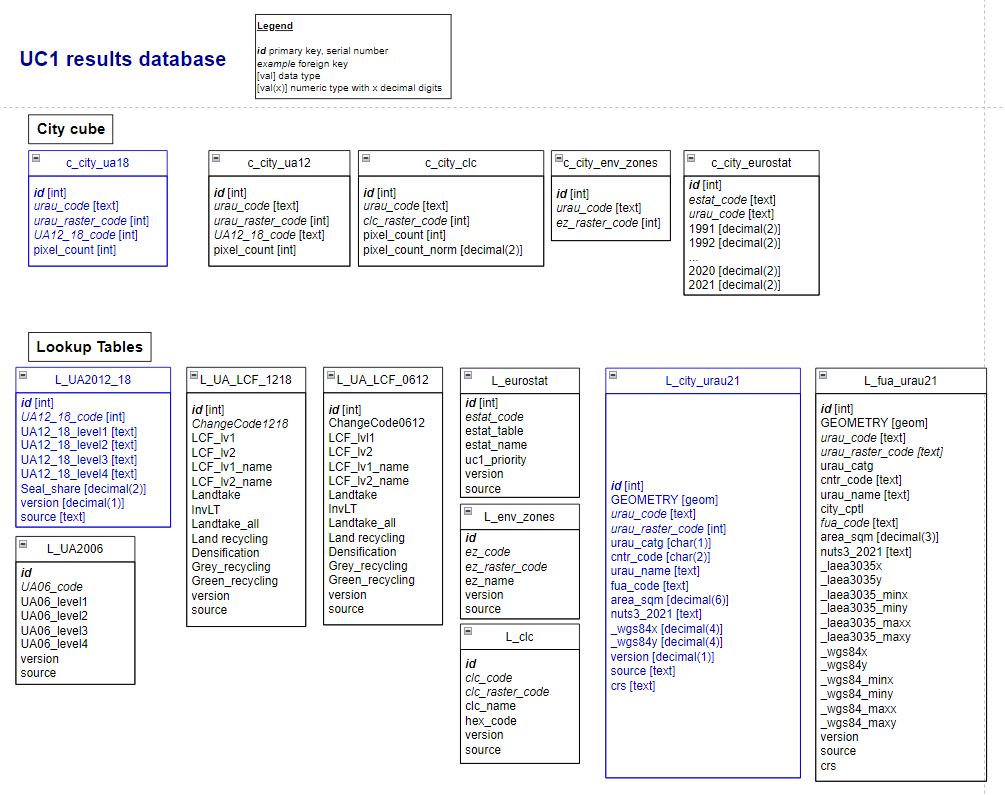 UC1 results database
Legend
id primary key, serial number
example foreign key
[val] data type
[val(x)] numeric type with x decimal digits
City cube
c_city_ua18
id [int]
urau_code [text]
urau_raster_code [int]
UA12_18_code [int]
pixel_count [int]
c_city_ua12
id [int]
urau_code [text]
urau_raster_code [int]
UA12_18_code [text]
pixel_count [int]
c_city_clc
id [int]
urau_code [text]
clc_raster_code [int]
pixel_count [int]
pixel_count_norm [decimal(2)]
c_city_env_zones
id [int]
urau_code [text]
ez_raster_code [int]
c_city_eurostat
id [int]
estat_code [text]
urau_code [text]
1991 [decimal(2)]
1992 [decimal(2)]
...
2020 [decimal(2)]
2021 [decimal(2)]
Lookup Tables
L_UA2012_18
id [int]
UA12_18_code [int]
UA12_18_level1 [text]
UA12_18_level2 [text]
UA12_18_level3 [text]
UA12_18_level4 [text]
Seal_share [decimal(2)]
version [decimal(1)]
source [text]
L_UA2006
id
UA06_code
UA06_level1
UA06_level2
UA06_level3
UA06_level4
version
source
L_UA_LCF_1218
id [int]
ChangeCode1218
LCF_lv1
LCF_lv2
LCF_lv1_name
LCF_lv2_name
Landtake
InvLT
Landtake_all
Land recycling
Densification
Grey_recycling
Green_recycling
version
source
L_UA_LCF_0612
id [int]
ChangeCode0612
LCF_lvl1
LCF_lv2
LCF_lv1_name
LCF_lv2_name
Landtake
InvLT
Landtake_all
Land recycling
Densification
Grey_recycling
Green_recycling
version
source
L_eurostat
id [int]
estat_code
estat_table
estat_name
uc1_priority
version
source
L_env_zones
id
ez_code
ez_raster_code
ez_name
version
source
L_clc
id
clc_code
clc_raster_code
clc_name
hex_code
version
source
L_city_urau21
id [int]
GEOMETRY [geom]
urau_code [text]
urau_raster_code [int]
urau_catg [char(1)]
cntr_code [char(2)]
urau_name [text]
fua_code [text]
area_sqm [decimal(6)]
nuts3_2021 [text]
_wgs84x [decimal(4)]
_wgs84y [decimal(4)]
version [decimal(1)]
source [text]
crs [text]
L_fua_urau21
id [int]
GEOMETRY [geom]
urau_code [text]
urau_raster_code [text]
urau_catg
cntr_code [text]
urau_name [text]
city_cptl
fua_code [text]
area_sqm [decimal(3)]
nuts3_2021 [text]
_laea3035x
_laea3035y
_laea3035_minx
_laea3035_miny
_laea3035_maxx
_laea3035_maxy
_wgs84x
_wgs84y
_wgs84_minx
_wgs84_miny
_wgs84_maxx
_wgs84_maxy
version
source
crs